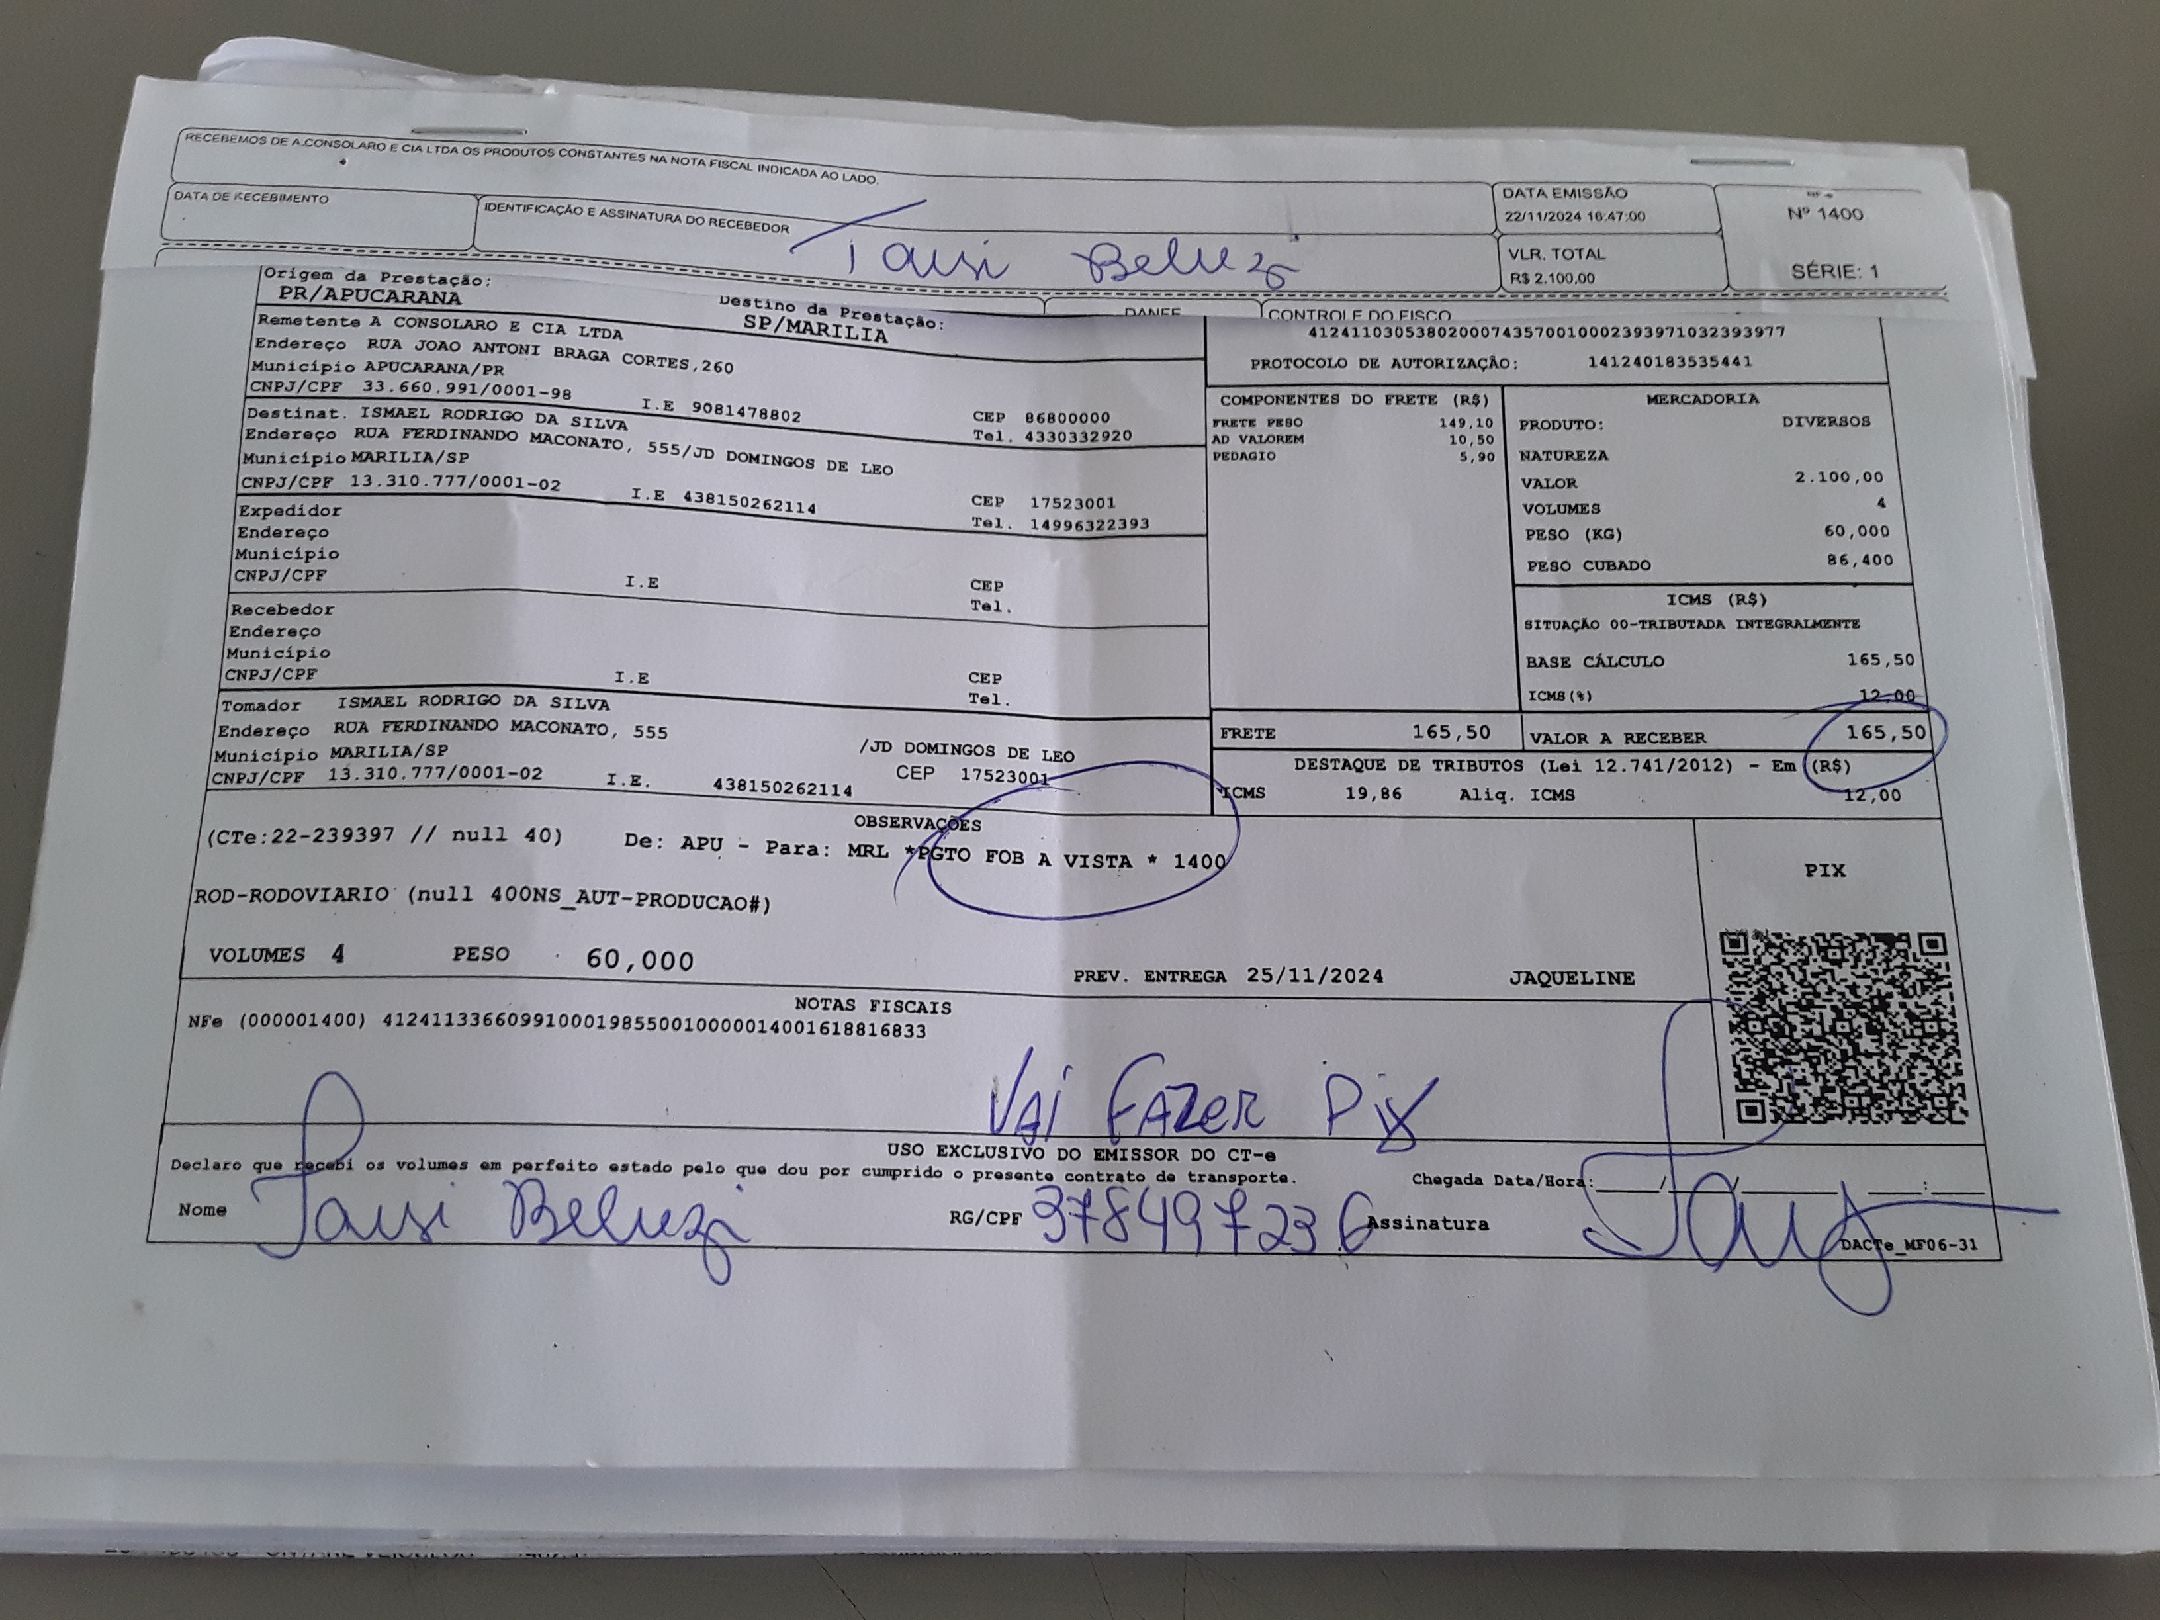 RECEBEMOS DE A.CONSOLARO E CIA LTDA OS PRODUTOS CONSTANTES NA NOTA FISCAL INDICADA AO LADO.
DATA DE RECEBIMENTO
IDENTIFICAÇÃO E ASSINATURA DO RECEBEDOR
DATA EMISSÃO
22/11/2024 16:47:00
Nº 1400
VLR. TOTAL
R$ 2.100,00
SÉRIE: 1
DANFE
CONTROLE DO FISCO
Origem da Prestação:
PR/APUCARANA
Destino da Prestação:
SP/MARILIA
Remetente A CONSOLARO E CIA LTDA
Endereço RUA JOAO ANTONI BRAGA CORTES,260
Município APUCARANA/PR
CNPJ/CPF 33.660.991/0001-98 I.E 9081478802 CEP 86800000
Tel. 4330332920
Destinat. ISMAEL RODRIGO DA SILVA
Endereço RUA FERDINANDO MACONATO, 555/JD DOMINGOS DE LEO
Município MARILIA/SP
CNPJ/CPF 13.310.777/0001-02 I.E 438150262114 CEP 17523001
Tel. 14996322393
Expedidor
Endereço
Município
CNPJ/CPF I.E CEP
Tel.
Recebedor
Endereço
Município
CNPJ/CPF I.E CEP
Tel.
Tomador ISMAEL RODRIGO DA SILVA
Endereço RUA FERDINANDO MACONATO, 555 /JD DOMINGOS DE LEO
Município MARILIA/SP CEP 17523001
CNPJ/CPF 13.310.777/0001-02 I.E. 438150262114
41241103053802000743570010002393971032393977
PROTOCOLO DE AUTORIZAÇÃO: 141240183535441
COMPONENTES DO FRETE (R$)
FRETE PESO 149,10
AD VALOREM 10,50
PEDAGIO 5,90
MERCADORIA
PRODUTO: DIVERSOS
NATUREZA
VALOR 2.100,00
VOLUMES 4
PESO (KG) 60,000
PESO CUBADO 86,400
ICMS (R$)
SITUAÇÃO 00-TRIBUTADA INTEGRALMENTE
BASE CÁLCULO 165,50
ICMS(%) 12,00
FRETE 165,50 VALOR A RECEBER 165,50
DESTAQUE DE TRIBUTOS (Lei 12.741/2012) - Em (R$)
ICMS 19,86 Aliq. ICMS 12,00
OBSERVAÇÕES
(CTe:22-239397 // null 40) De: APU - Para: MRL *PGTO FOB A VISTA * 1400
ROD-RODOVIARIO (null 400NS_AUT-PRODUCAO#)
VOLUMES 4 PESO 60,000
PREV. ENTREGA 25/11/2024 JAQUELINE
PIX
NOTAS FISCAIS
NFe (000001400) 41241133660991000198550010000014001618816833
VAI FAZER PIX
USO EXCLUSIVO DO EMISSOR DO CT-e
Declaro que recebi os volumes em perfeito estado pelo que dou por cumprido o presente contrato de transporte.
Chegada Data/Hora:___/___/______ ___:___
Nome
RG/CPF 378497236 Assinatura
DACTe_MF06-31